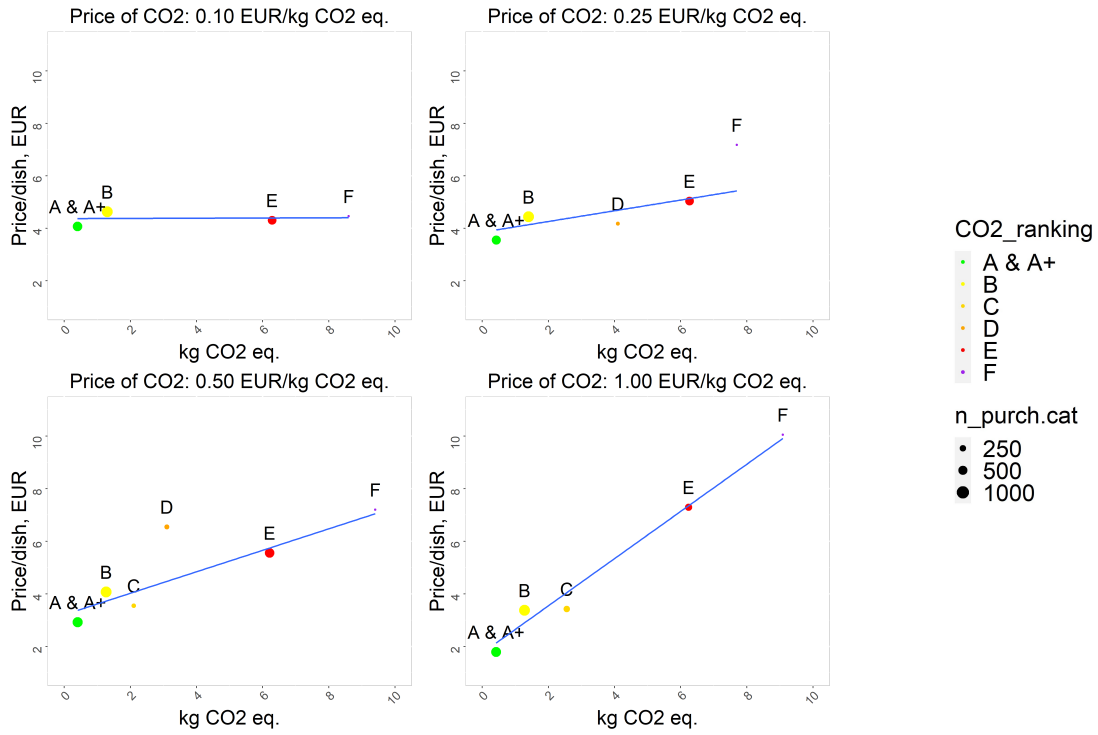 Price of CO2: 0.10 EUR/kg CO2 eq.
Price/dish, EUR
10
8
6
4
2
A & A+
B
E
F
0
2
4
6
8
10
kg CO2 eq.
Price of CO2: 0.25 EUR/kg CO2 eq.
Price/dish, EUR
10
8
6
4
2
A & A+
B
D
E
F
0
2
4
6
8
10
kg CO2 eq.
Price of CO2: 0.50 EUR/kg CO2 eq.
Price/dish, EUR
10
8
6
4
2
A & A+
B
C
D
E
F
0
2
4
6
8
10
kg CO2 eq.
Price of CO2: 1.00 EUR/kg CO2 eq.
Price/dish, EUR
10
8
6
4
2
A & A+
B
C
E
F
0
2
4
6
8
10
kg CO2 eq.
CO2_ranking
A & A+
B
C
D
E
F
n_purch.cat
250
500
1000